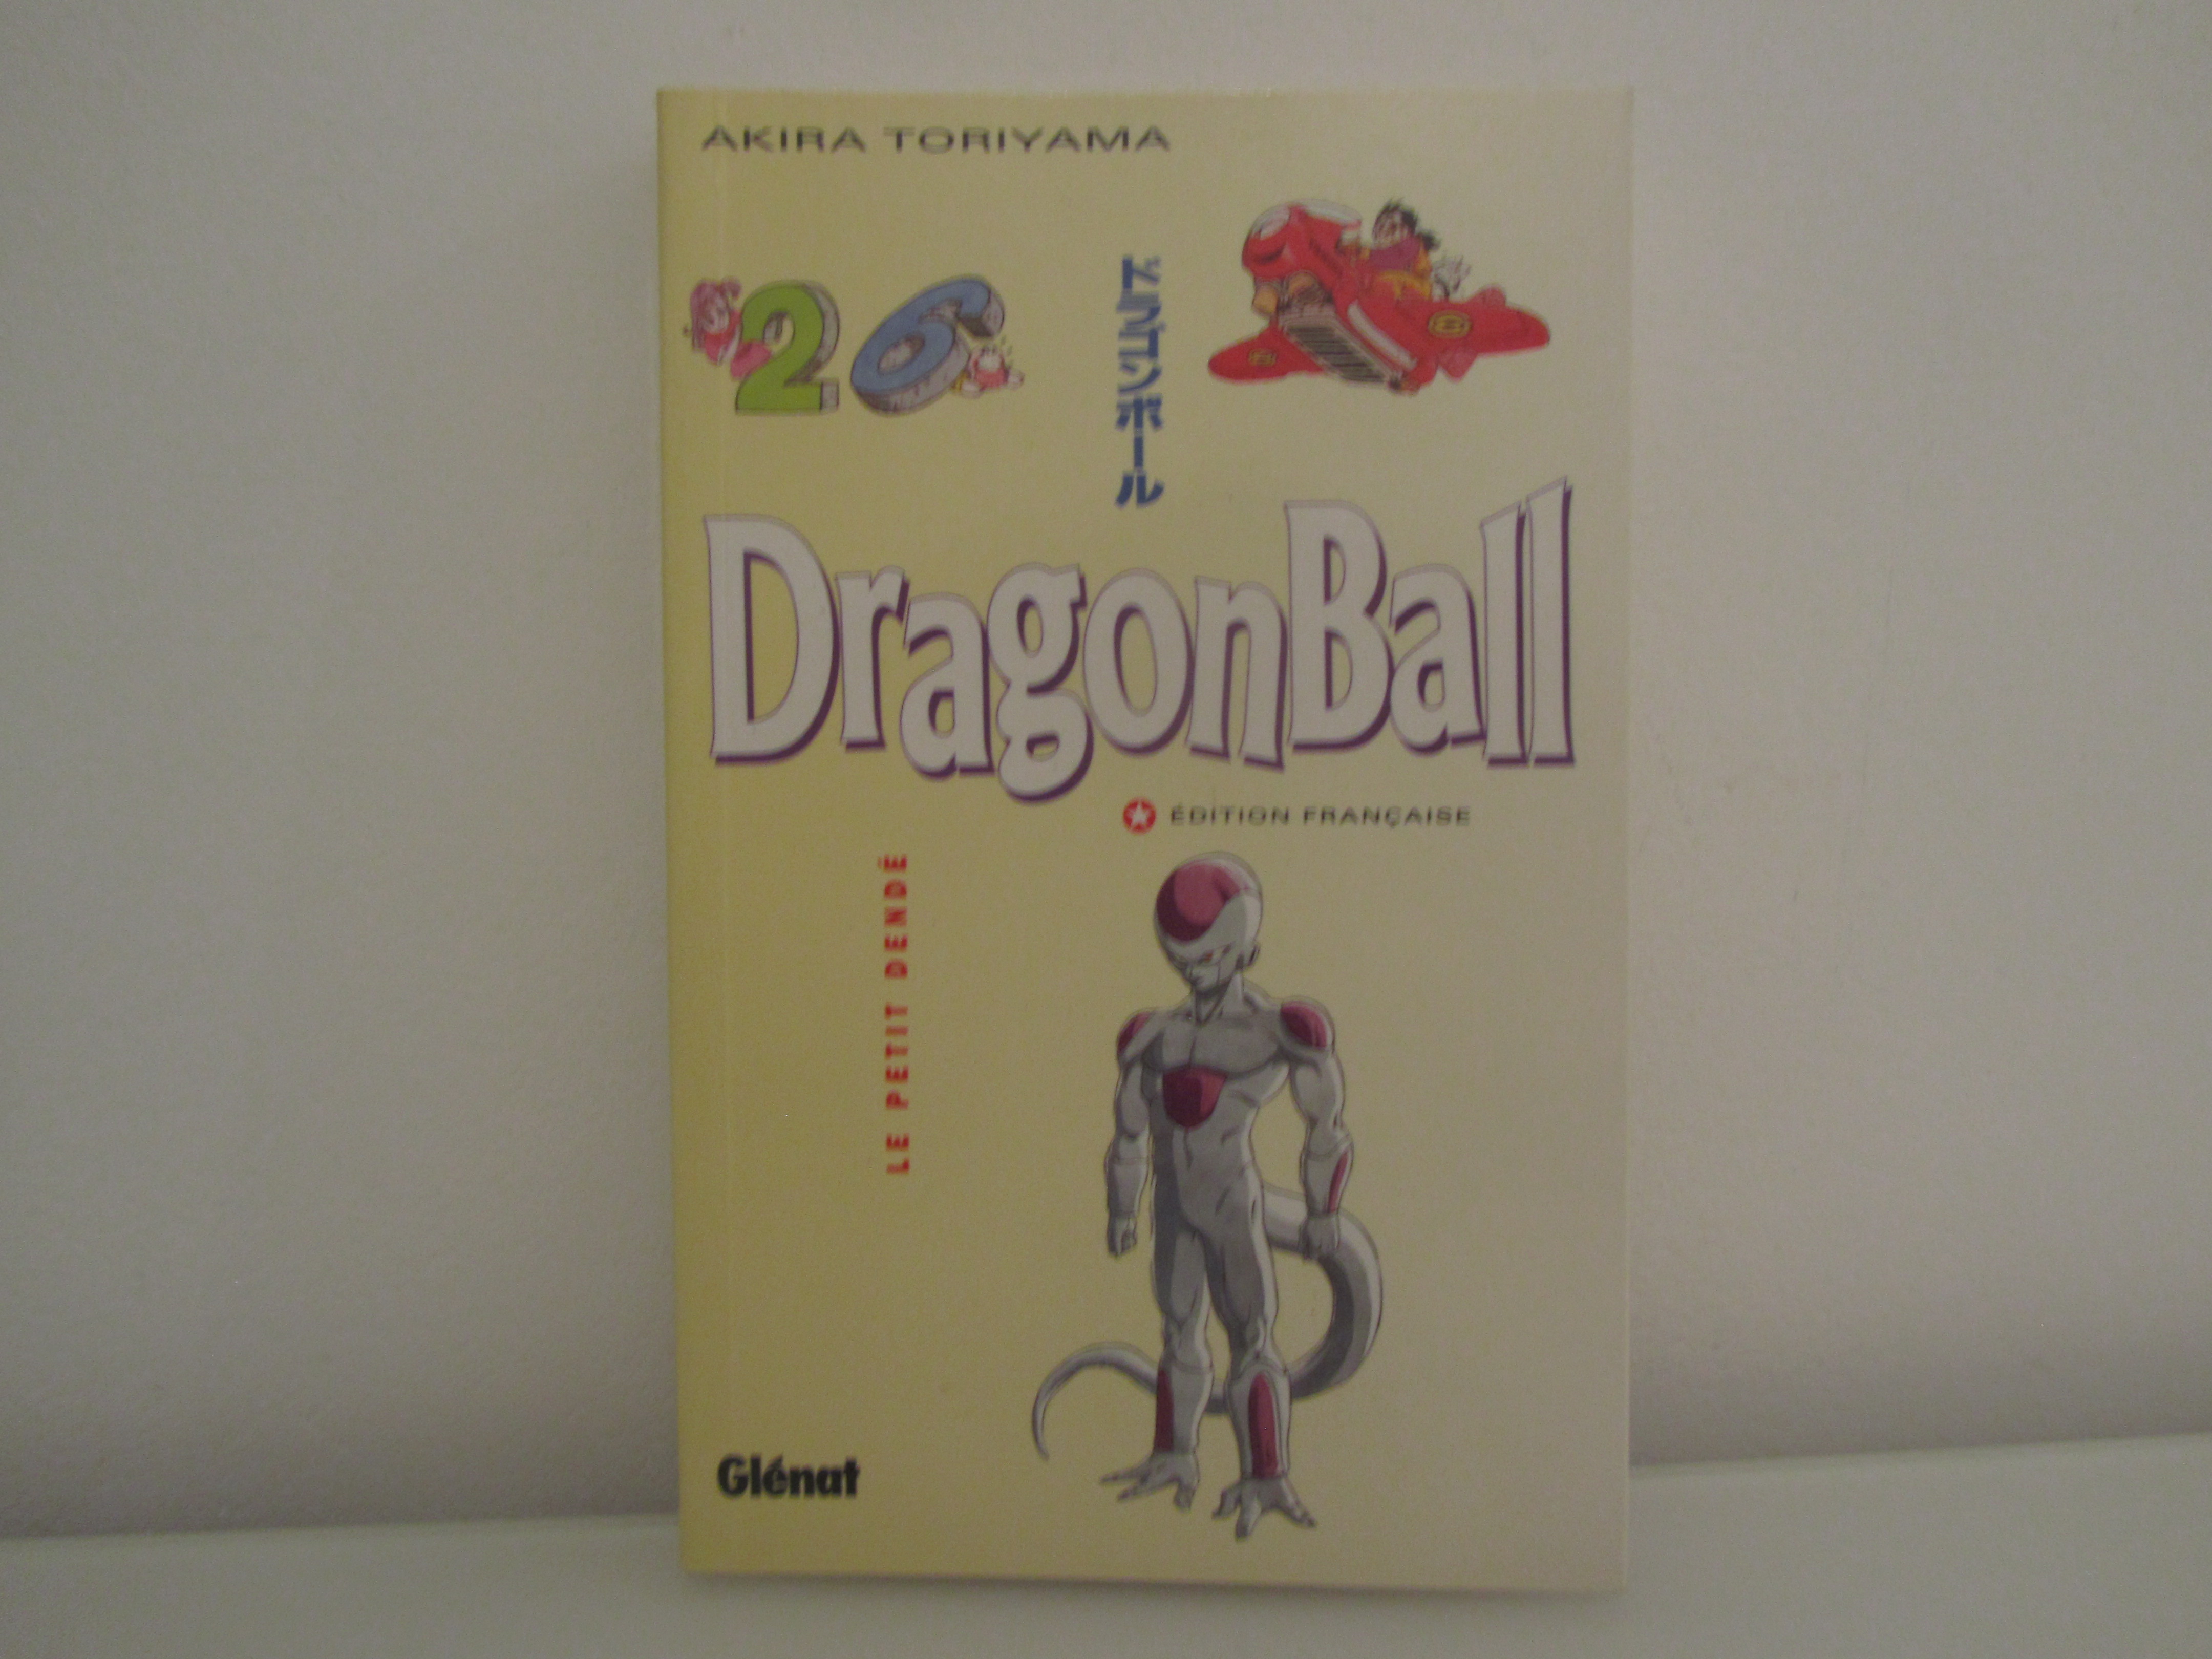 AKIRA TORIYAMA
26
ドラゴンボール
DragonBall
ÉDITION FRANÇAISE
LE PETIT DENDÉ
Glénat